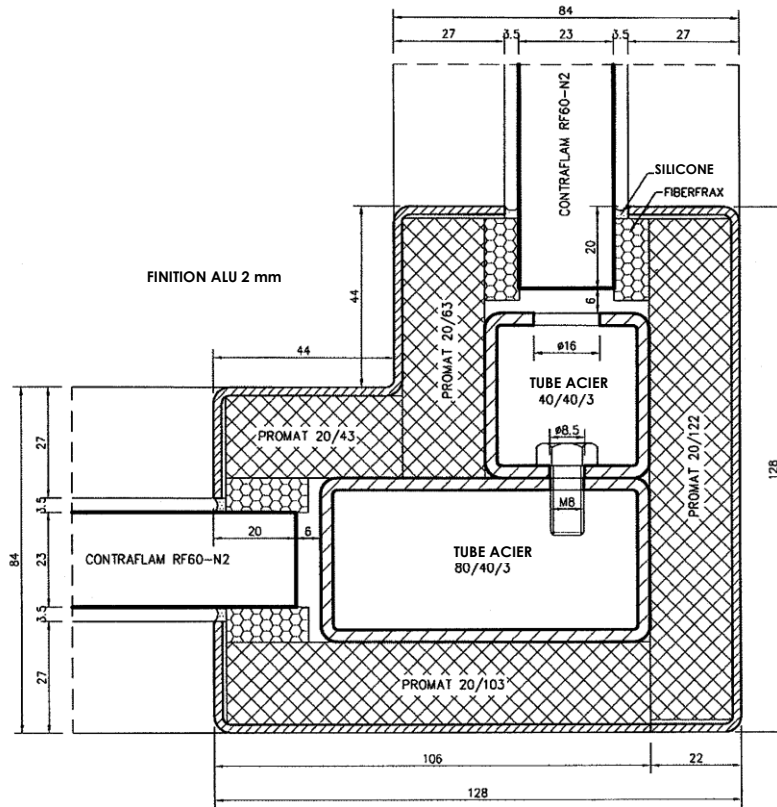 84
27
3.5
23
3.5
27
CONTRAFLAM RF60-N2
SILICONE
FIBERFRAX
20
6
FINITION ALU 2 mm
44
44
PROMAT 20/63
ø16
TUBE ACIER
40/40/3
PROMAT 20/122
128
PROMAT 20/43
ø8.5
M8
27
3.5
23
3.5
27
84
20
6
CONTRAFLAM RF60-N2
TUBE ACIER
80/40/3
PROMAT 20/103
106
22
128